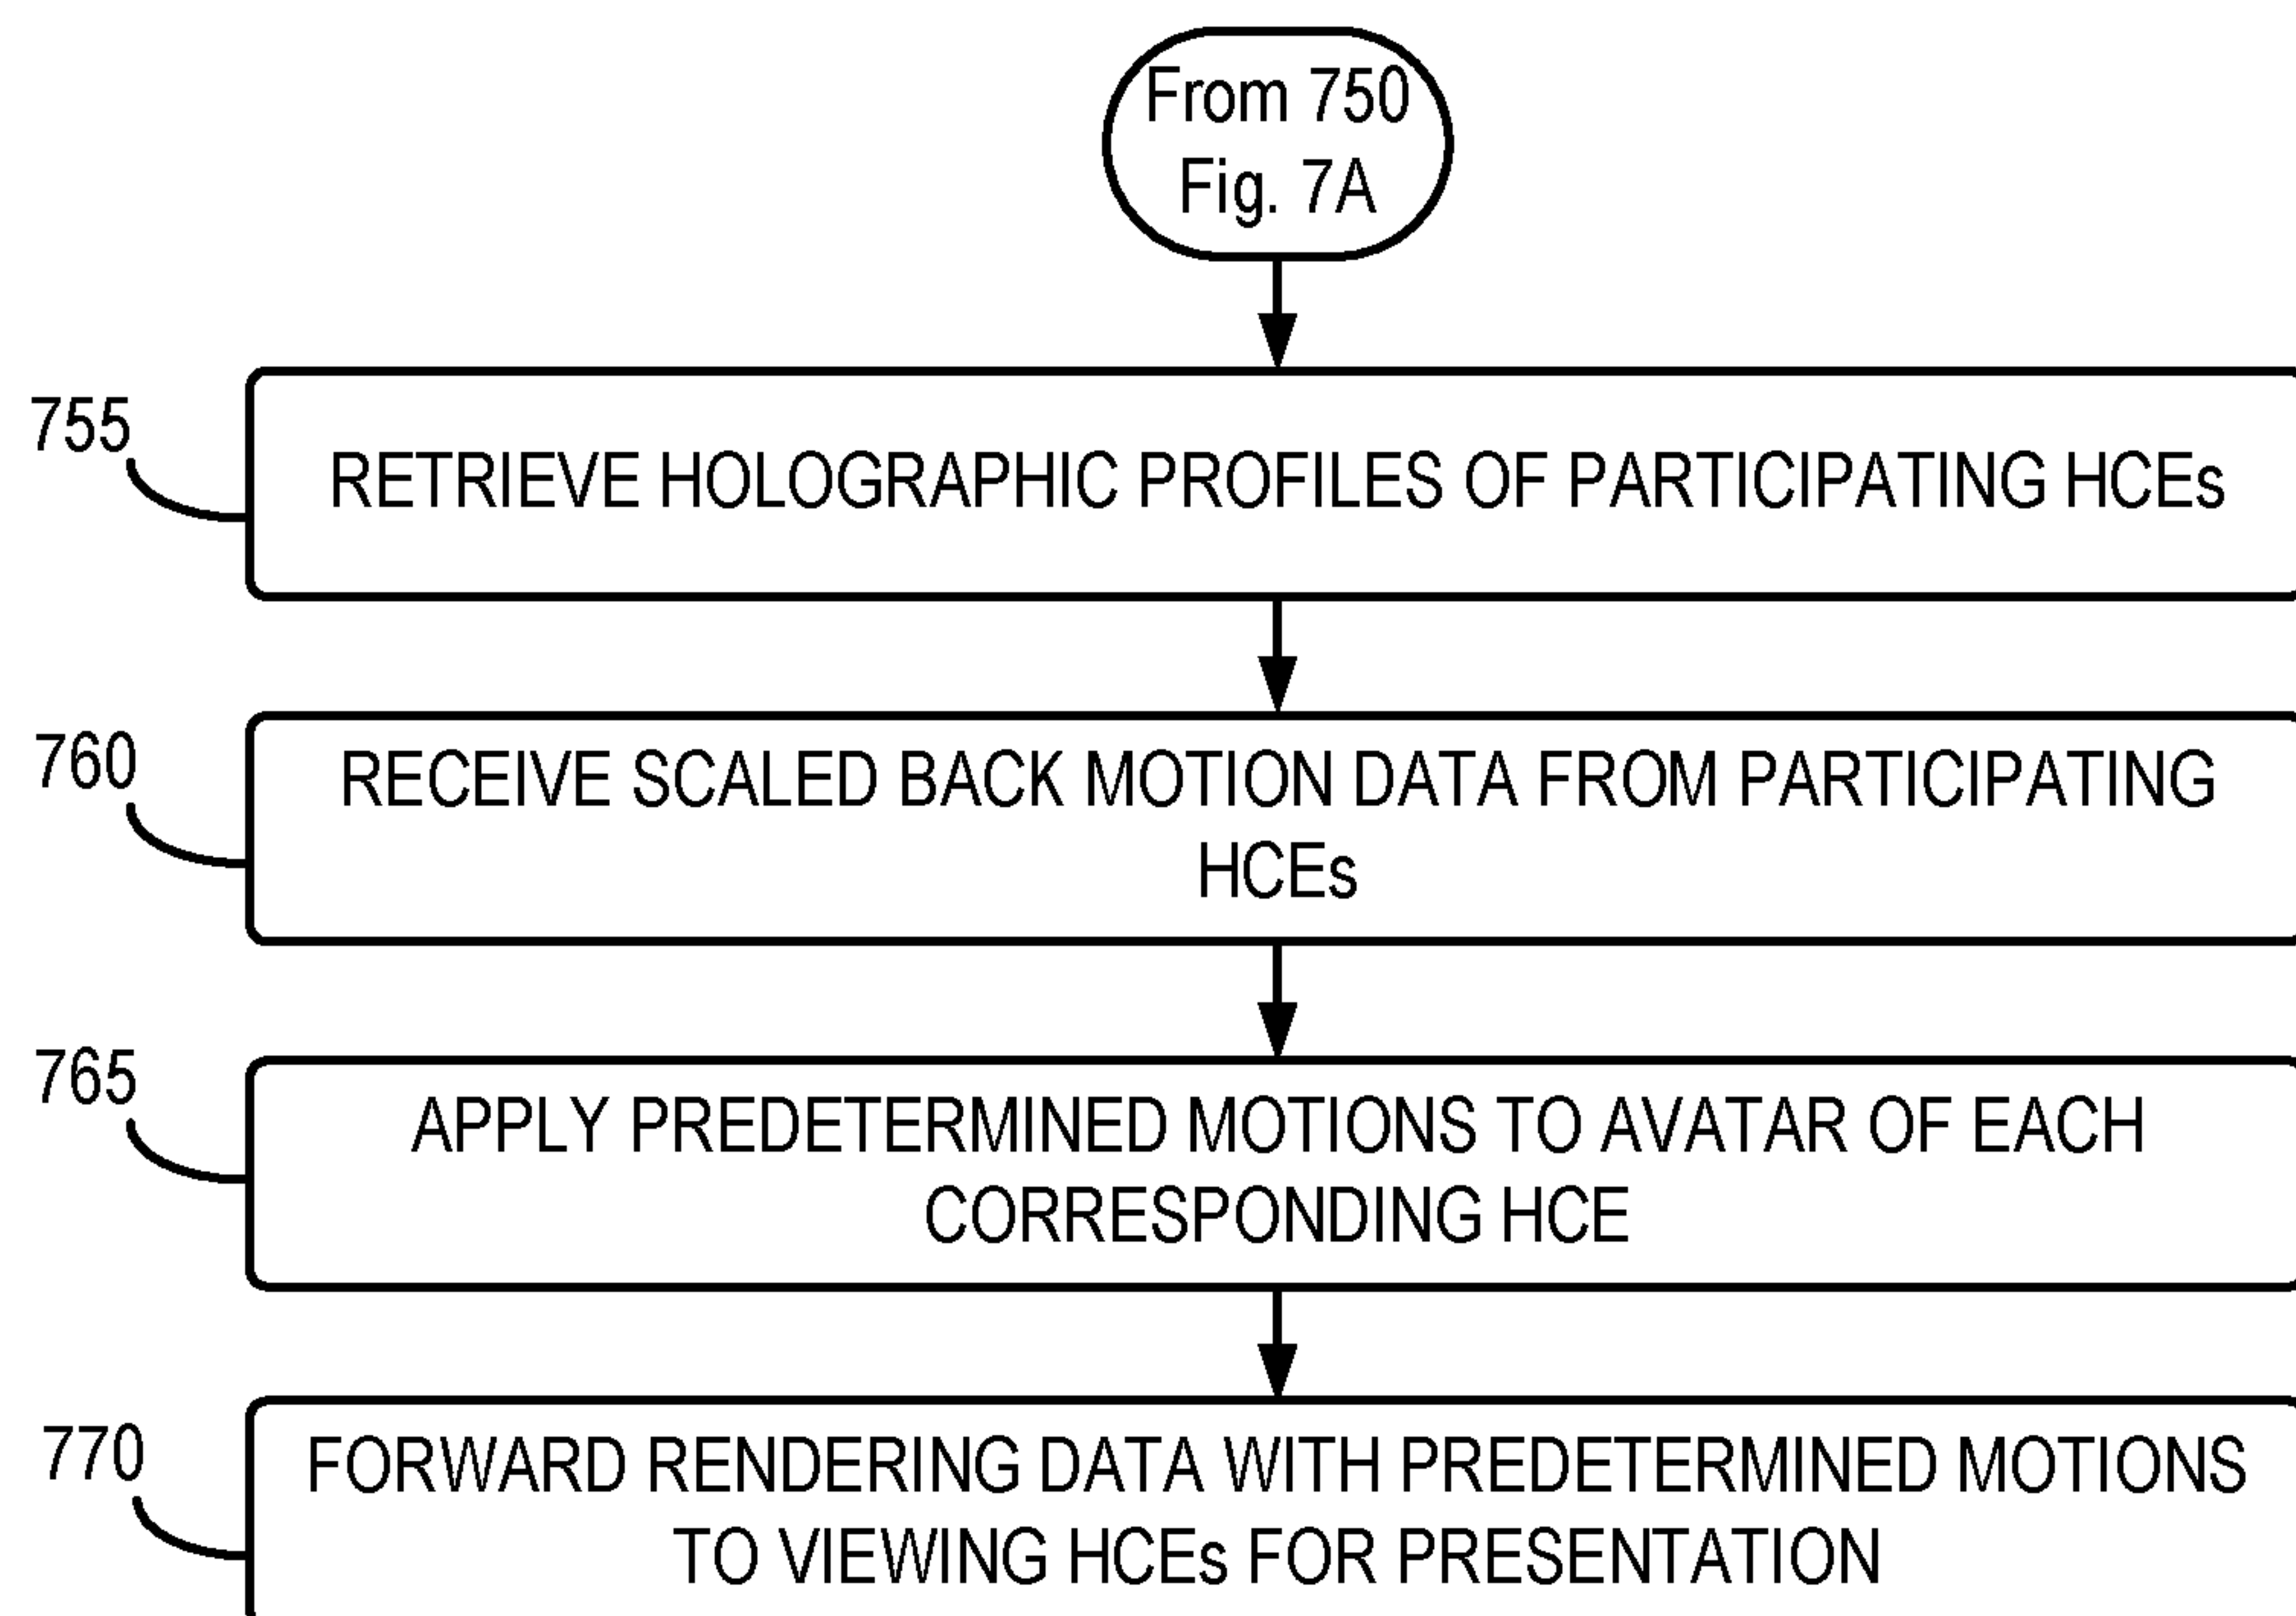 From 750
Fig. 7A
755
RETRIEVE HOLOGRAPHIC PROFILES OF PARTICIPATING HCEs
760
RECEIVE SCALED BACK MOTION DATA FROM PARTICIPATING
HCEs
765
APPLY PREDETERMINED MOTIONS TO AVATAR OF EACH
CORRESPONDING HCE
770
FORWARD RENDERING DATA WITH PREDETERMINED MOTIONS
TO VIEWING HCEs FOR PRESENTATION